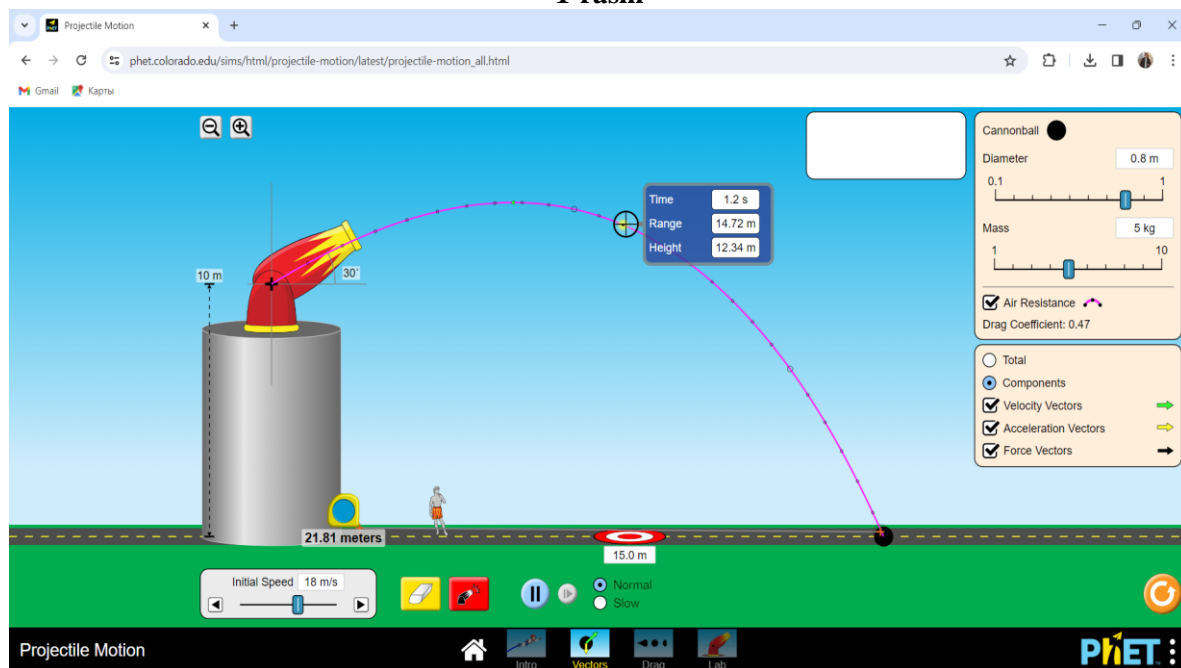 Projectile Motion
phet.colorado.edu/sims/html/projectile-motion/latest/projectile-motion_all.html
Gmail Карты
Cannonball
Diameter 0.8 m
0.1 1
Mass 5 kg
1 10
Air Resistance
Drag Coefficient: 0.47
Total
Components
Velocity Vectors
Acceleration Vectors
Force Vectors
Time 1.2 s
Range 14.72 m
Height 12.34 m
10 m
30°
21.81 meters
15.0 m
Initial Speed 18 m/s
Normal
Slow
Projectile Motion
Intro Vectors Drag Lab
PhET